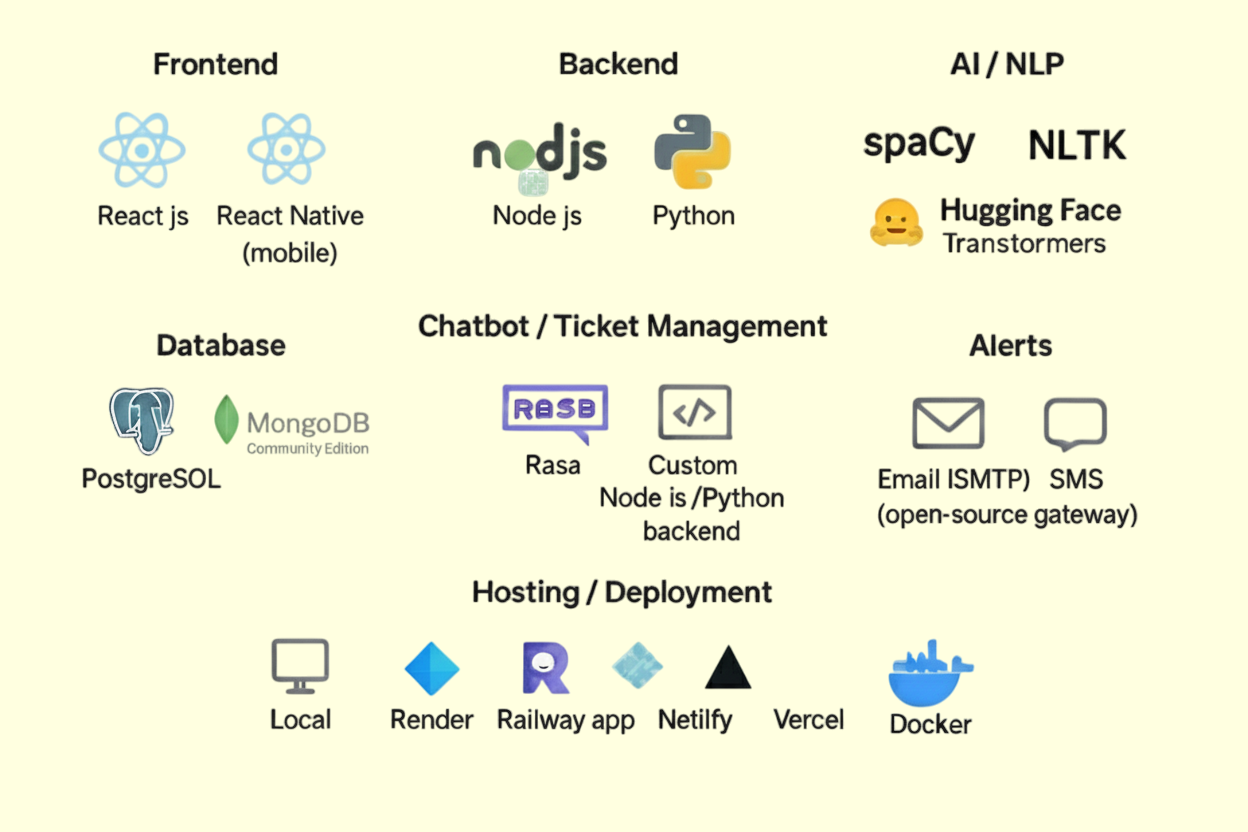 Frontend
React js
React Native
(mobile)
Backend
nodejs
Node js
Python
AI / NLP
spaCy
NLTK
Hugging Face
Transtormers
Database
PostgreSOL
MongoDB
Community Edition
Chatbot / Ticket Management
RASB
Rasa
Custom
Node is /Python
backend
Alerts
Email ISMTP)
SMS
(open-source gateway)
Hosting / Deployment
Local
Render
R
Railway app
Netilfy
Vercel
Docker